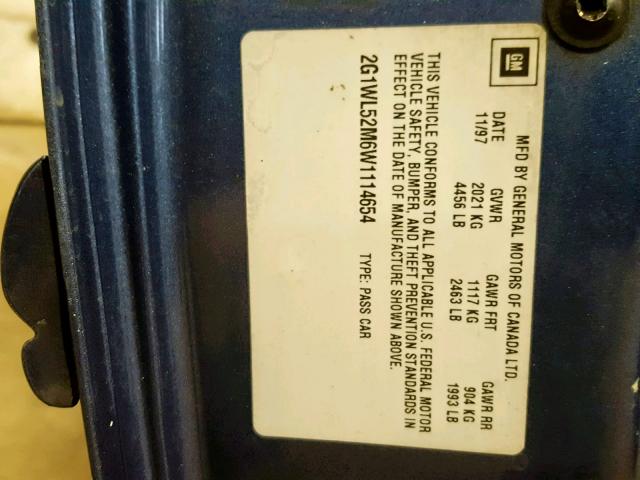 GM
MFD BY GENERAL MOTORS OF CANADA LTD.
DATE GVWR GAWR FRT GAWR RR
11/97 2021 KG 1117 KG 904 KG
4456 LB 2463 LB 1993 LB
THIS VEHICLE CONFORMS TO ALL APPLICABLE U.S. FEDERAL MOTOR
VEHICLE SAFETY, BUMPER, AND THEFT PREVENTION STANDARDS IN
EFFECT ON THE DATE OF MANUFACTURE SHOWN ABOVE.
2G1WL52M6W1114654 TYPE: PASS CAR